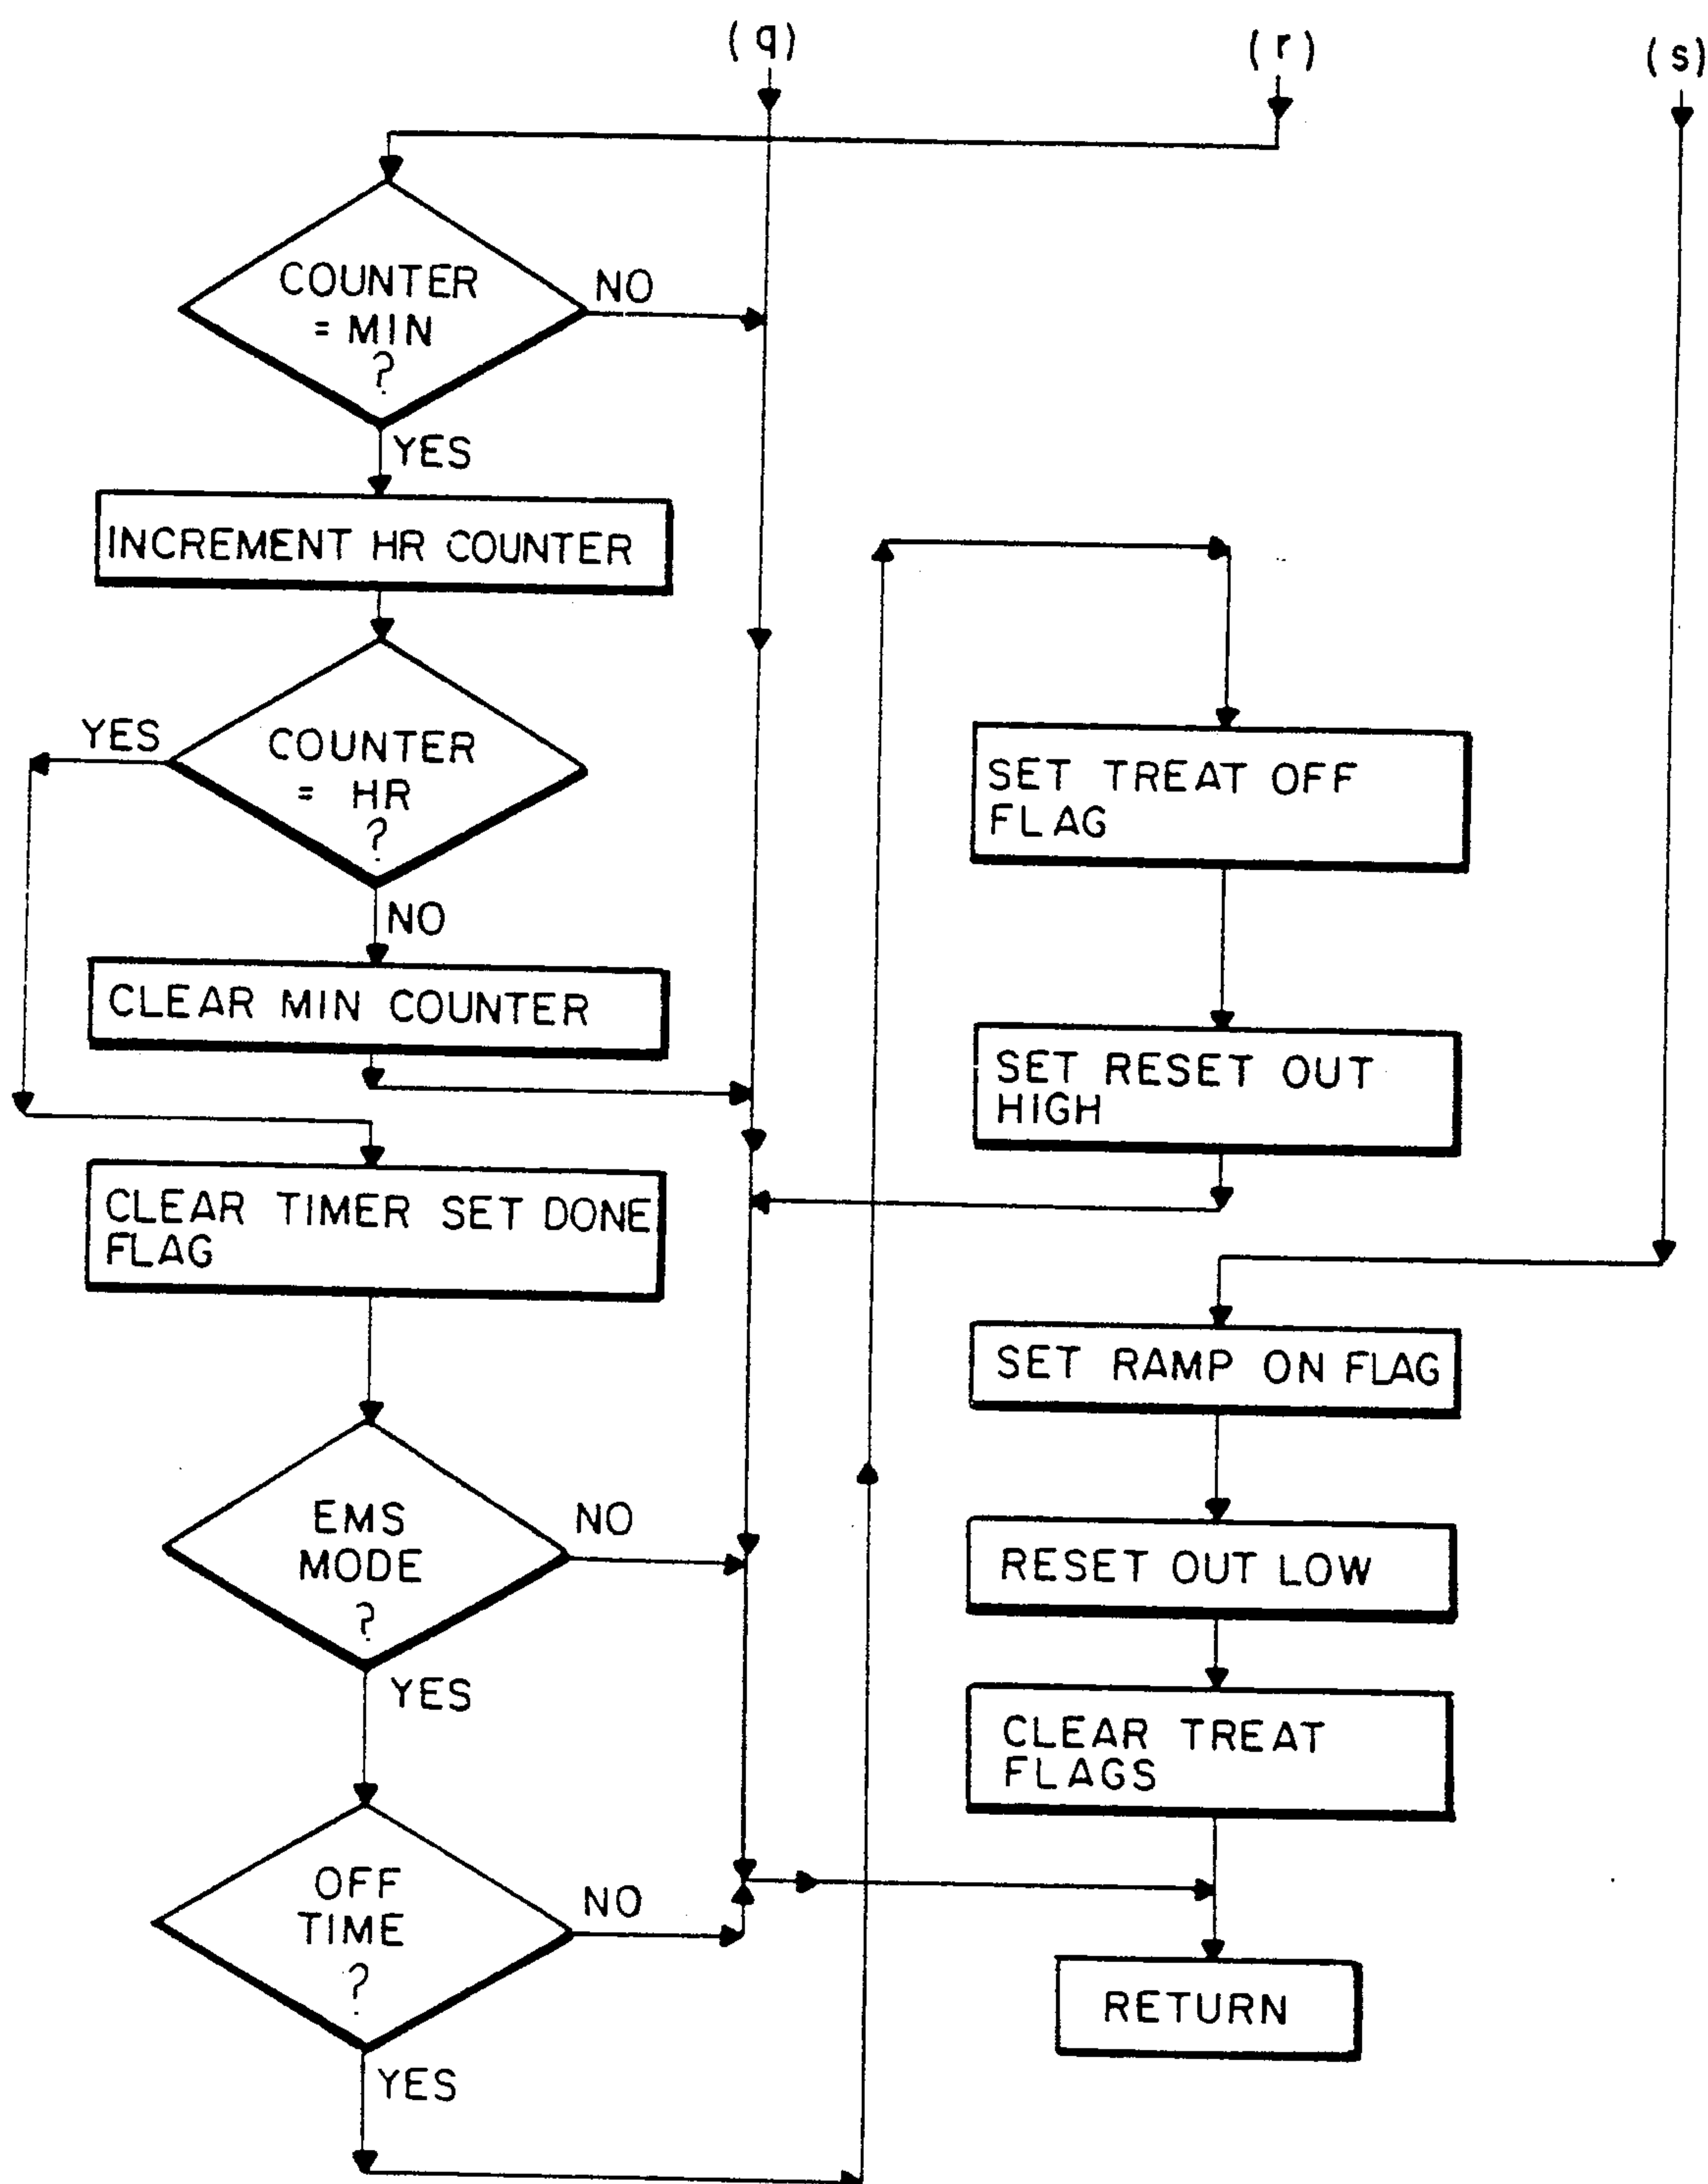 (q)
(r)
(s)
COUNTER
= MIN
?
NO
YES
INCREMENT HR COUNTER
COUNTER
= HR
?
YES
NO
CLEAR MIN COUNTER
CLEAR TIMER SET DONE
FLAG
EMS
MODE
?
NO
YES
OFF
TIME
?
NO
YES
SET TREAT OFF
FLAG
SET RESET OUT
HIGH
SET RAMP ON FLAG
RESET OUT LOW
CLEAR TREAT
FLAGS
RETURN